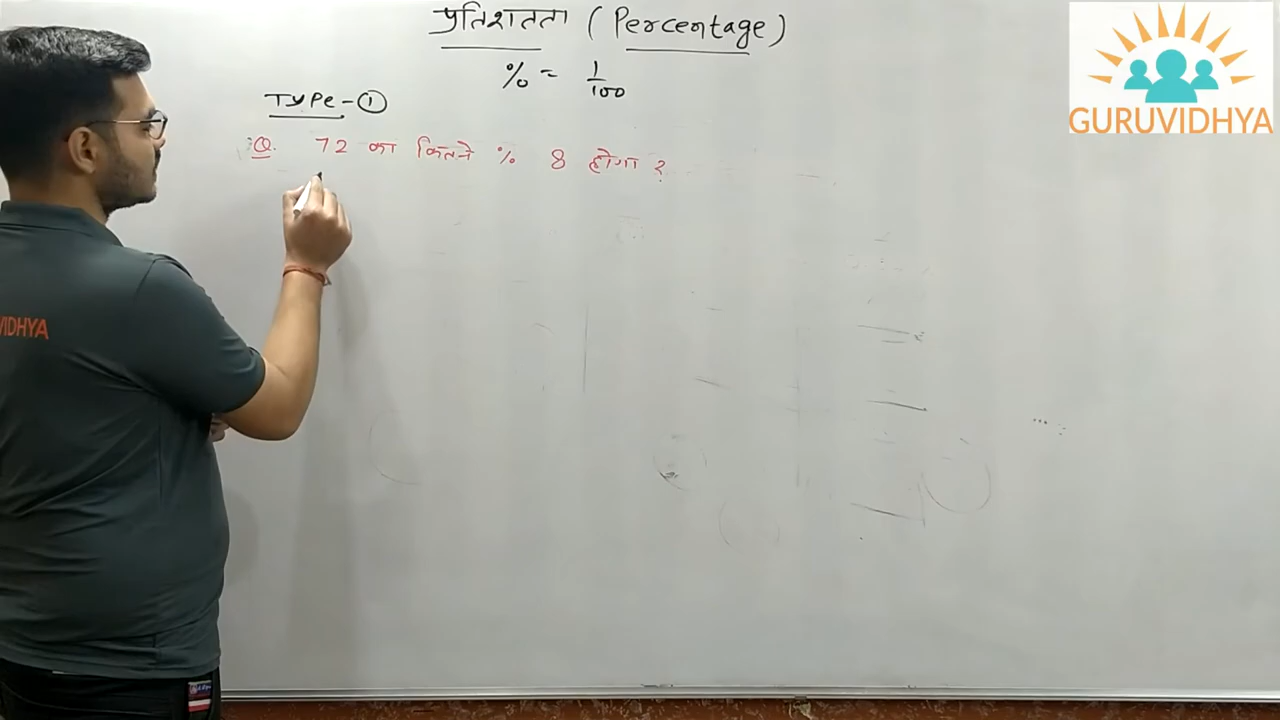 प्रतिशतता (Percentage)
% = 1/100
TYPe-①
Q. 72 का कितने % 8 होगा ?
GURUVIDHYA
VIDHYA